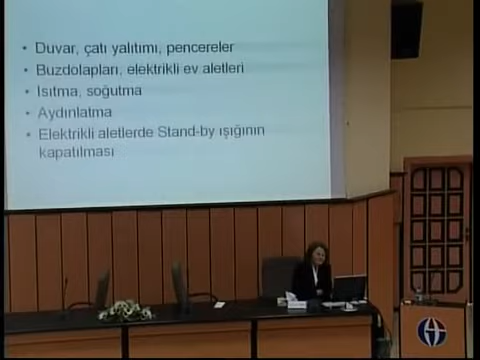 • Duvar, çatı yalıtımı, pencereler
• Buzdolapları, elektrikli ev aletleri
• Isıtma, soğutma
• Aydınlatma
• Elektrikli aletlerde Stand-by ışığının
kapatılması